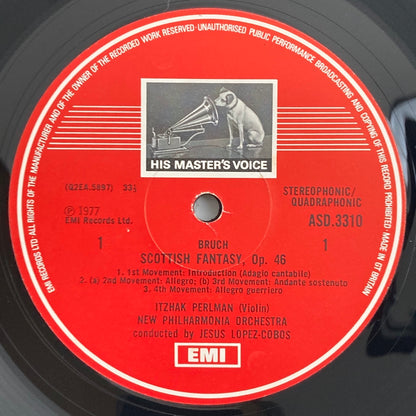 EMI RECORDS LTD ALL RIGHTS OF THE MANUFACTURER AND OF THE OWNER OF THE RECORDED WORK RESERVED UNAUTHORISED PUBLIC PERFORMANCE BROADCASTING AND COPYING OF THIS RECORD PROHIBITED MADE IN GT BRITAIN
HIS MASTER'S VOICE
(Q2EA.5897) 33⅓
STEREOPHONIC/
QUADRAPHONIC
ASD.3310
℗ 1977
EMI Records Ltd.
1
1
BRUCH
SCOTTISH FANTASY, Op. 46
1. 1st Movement: Introduction (Adagio cantabile)
2. (a) 2nd Movement: Allegro; (b) 3rd Movement: Andante sostenuto
3. 4th Movement: Allegro guerriero
ITZHAK PERLMAN (Violin)
NEW PHILHARMONIA ORCHESTRA
conducted by JESUS LOPEZ-COBOS
EMI